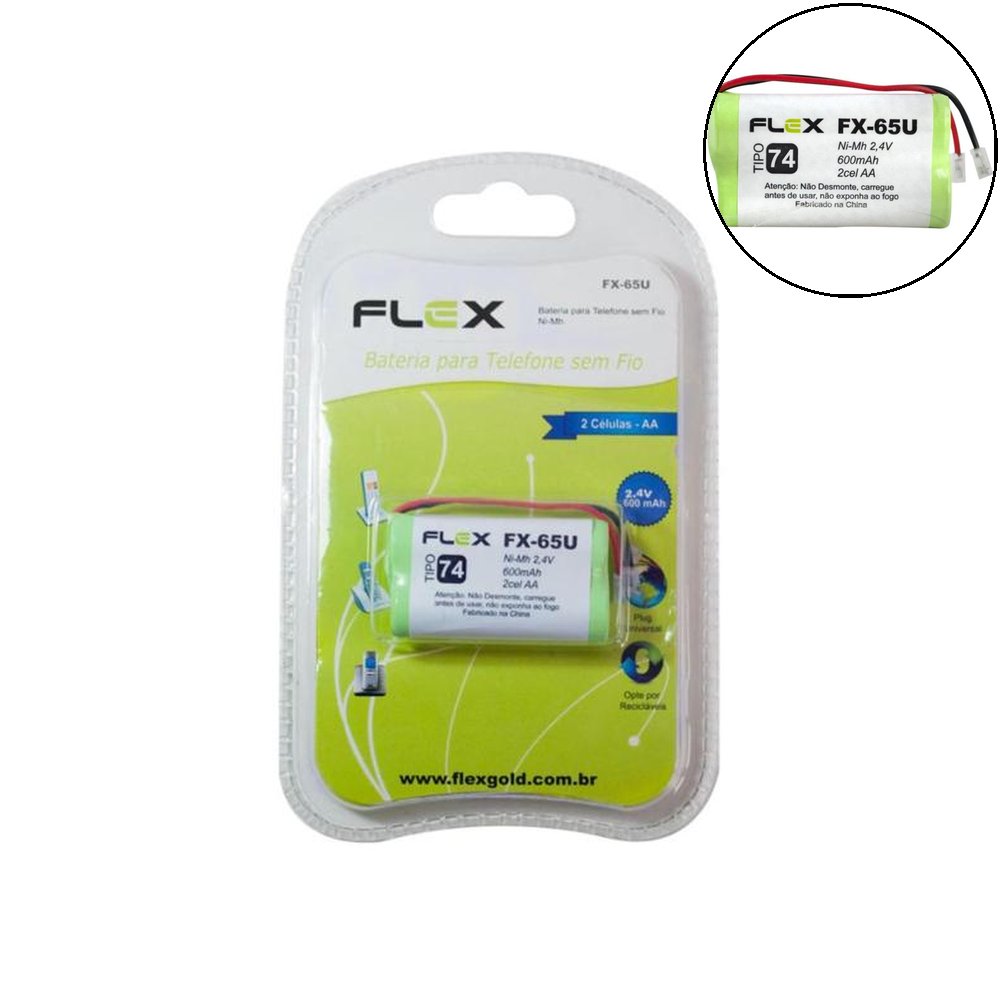 FLEX FX-65U
TIPO 74
Ni-Mh 2,4V
600mAh
2cel AA
Atenção: Não Desmonte, carregue
antes de usar, não exponha ao fogo
Fabricado na China
FX-65U
FLEX
Bateria para Telefone sem Fio
Ni-Mh
Bateria para Telefone sem Fio
2 Células - AA
2.4V
600 mAh
FLEX FX-65U
TIPO 74
Ni-Mh 2,4V
600mAh
2cel AA
Atenção: Não Desmonte, carregue
antes de usar, não exponha ao fogo
Fabricado na China
Plug
Universal
Opte por
Recicláveis
www.flexgold.com.br